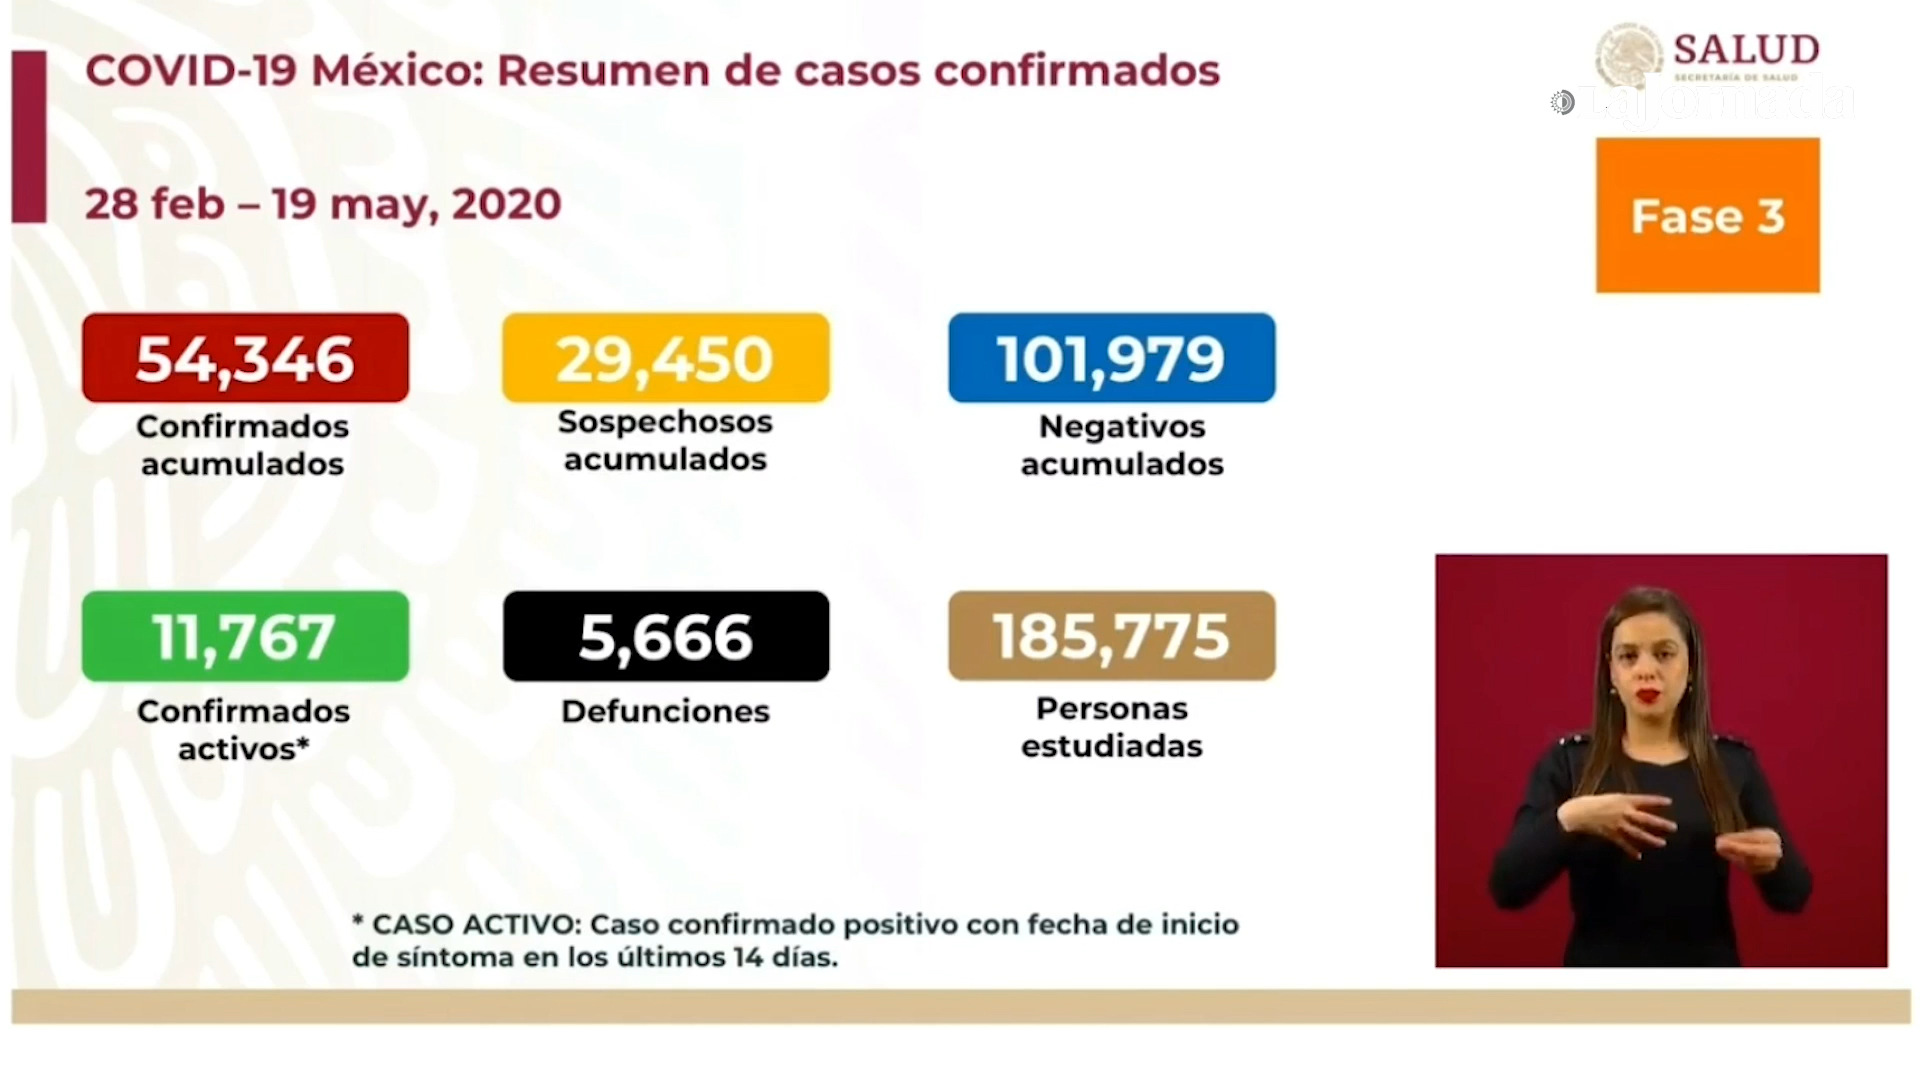 COVID-19 México: Resumen de casos confirmados
28 feb – 19 may, 2020
SALUD
SECRETARÍA DE SALUD
La Jornada
Fase 3
54,346
Confirmados
acumulados
29,450
Sospechosos
acumulados
101,979
Negativos
acumulados
11,767
Confirmados
activos*
5,666
Defunciones
185,775
Personas
estudiadas
* CASO ACTIVO: Caso confirmado positivo con fecha de inicio
de síntoma en los últimos 14 días.